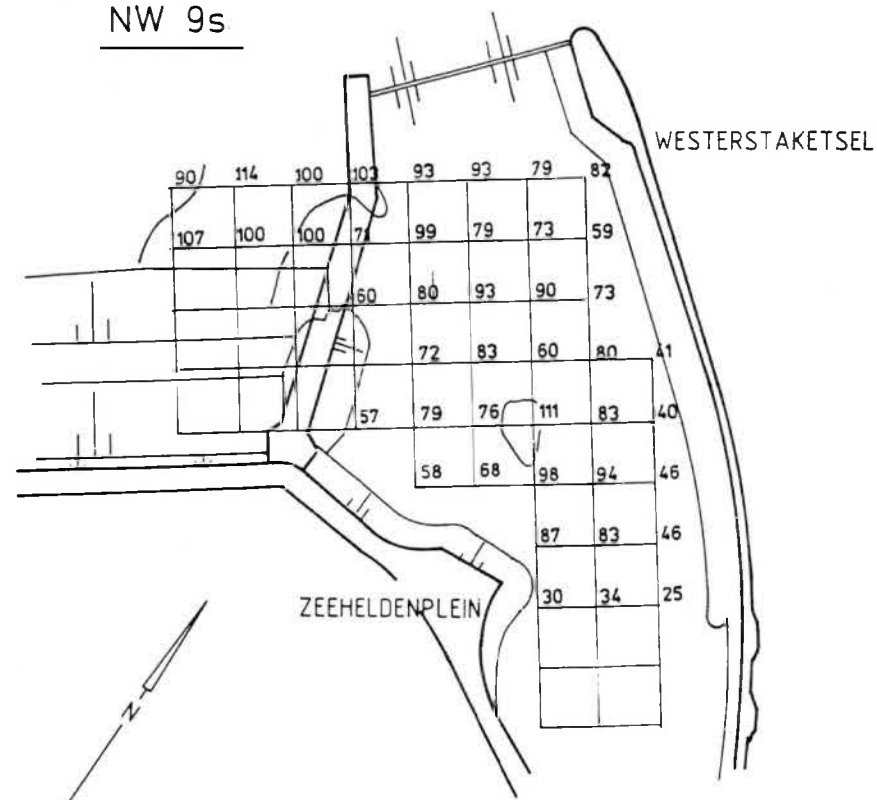 NW 9s
WESTERSTAKETSEL
90 114 100 103 93 93 79 82
107 100 100 71 99 79 73 59
60 80 93 90 73
72 83 60 80 41
57 79 76 111 83 40
58 68 98 94 46
87 83 46
ZEEHELDENPLEIN
30 34 25
N